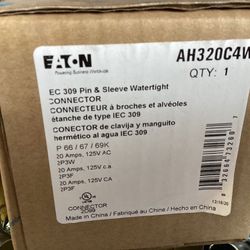 EATON
Powering Business Worldwide
AH320C4W
QTY: 1
IEC 309 Pin & Sleeve Watertight
CONNECTOR
CONNECTEUR à broches et alvéoles
étanche de type IEC 309
CONECTOR de clavija y manguito
hermético al agua IEC 309
IP 66 / 67 / 69K
20 Amps, 125V AC
2P3W
20 Amps, 125V c.a
2P3F
20 Amps, 125V CA
2P3F
UL
CONNECTOR
Made in China / Fabriqué au Chine / Hecho en China